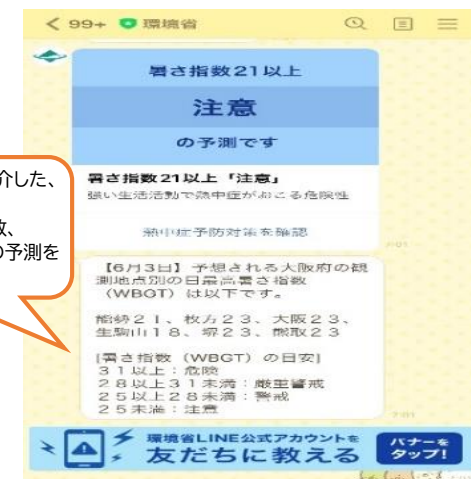 99+ 環境省
暑さ指数21以上
注意
の予測です
暑さ指数21以上「注意」
強い生活活動で熱中症がおこる危険性
熱中症予防対策を確認
7:01
介した、
数、
の予測を
【6月3日】予想される大阪府の観
測地点別の日最高暑さ指数
(WBGT)は以下です。
能勢21、枚方23、大阪23、
生駒山18、堺23、熊取23
[暑さ指数(WBGT)の目安]
31以上:危険
28以上31未満:厳重警戒
25以上28未満:警戒
25未満:注意
7:01
環境省LINE公式アカウントを
友だちに教える
バナーを
タップ!